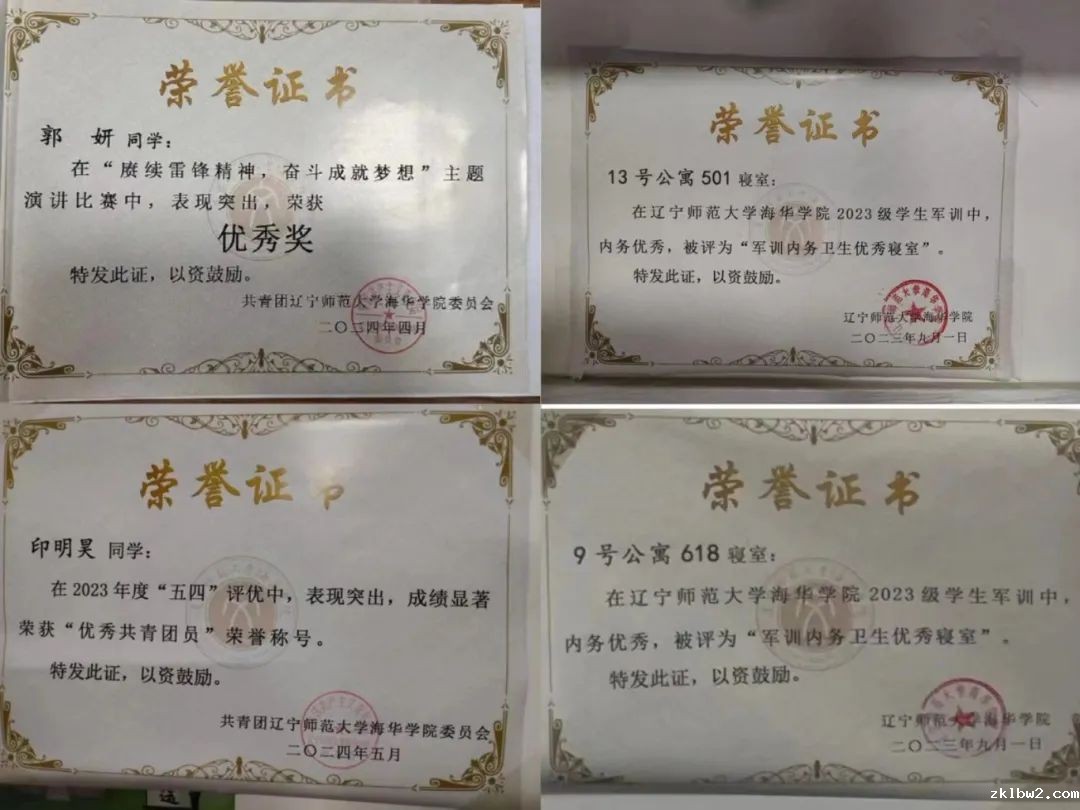 荣誉证书
郭 妍 同学：
在“赓续雷锋精神，奋斗成就梦想”主题
演讲比赛中，表现突出，荣获
优秀奖
特发此证，以资鼓励。
共青团辽宁师范大学海华学院委员会
二〇二四年四月
荣誉证书
13号公寓501寝室：
在辽宁师范大学海华学院2023级学生军训中，
内务优秀，被评为“军训内务卫生优秀寝室”。
特发此证，以资鼓励。
辽宁师范大学海华学院
二〇二三年九月一日
荣誉证书
印明昊 同学：
在2023年度“五四”评优中，表现突出，成绩显著
荣获“优秀共青团员”荣誉称号。
特发此证，以资鼓励。
共青团辽宁师范大学海华学院委员会
二〇二四年五月
荣誉证书
9号公寓618寝室：
在辽宁师范大学海华学院2023级学生军训中，
内务优秀，被评为“军训内务卫生优秀寝室”。
特发此证，以资鼓励。
辽宁师范大学海华学院
二〇二三年九月一日
zklbw2.com